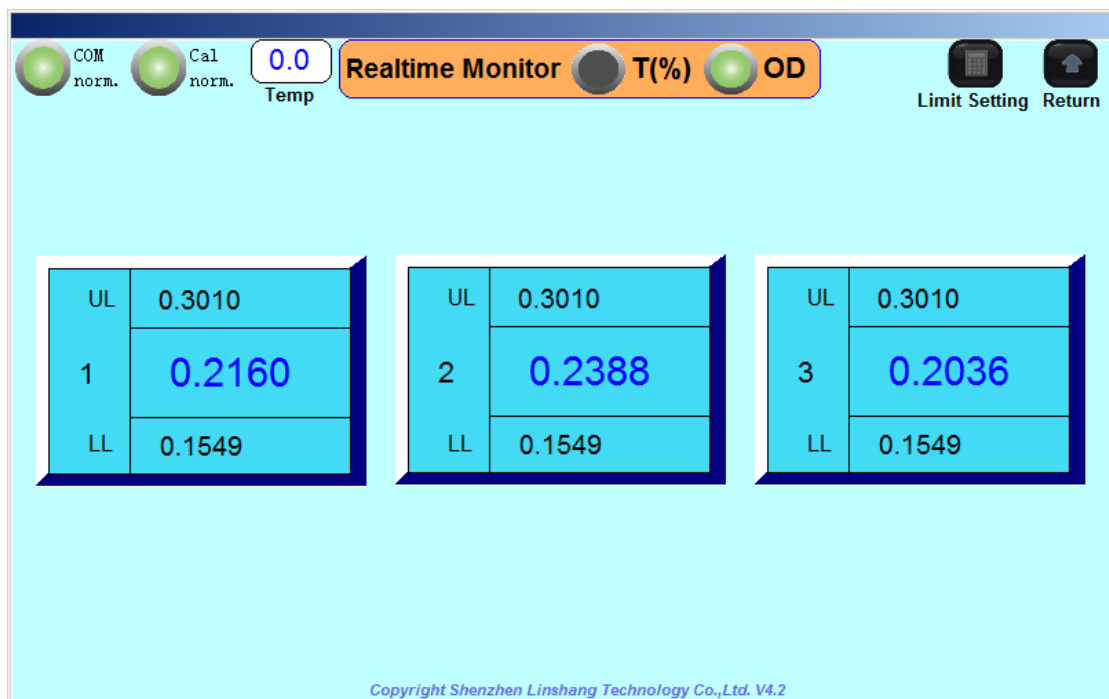 COM
norm.
Cal
norm.
0.0
Temp
Realtime Monitor T(%) OD
Limit Setting
Return
UL 0.3010
1 0.2160
LL 0.1549
UL 0.3010
2 0.2388
LL 0.1549
UL 0.3010
3 0.2036
LL 0.1549
Copyright Shenzhen Linshang Technology Co.,Ltd. V4.2